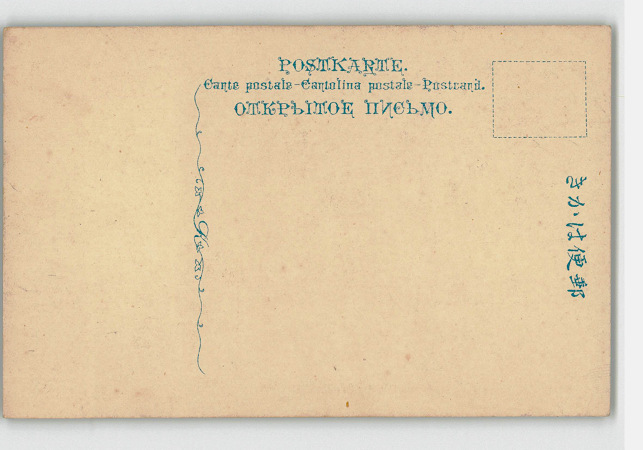 POSTKARTE.
Carte postale-Cartolina postale-Postcard.
ОТКРЫТОЕ ПИСЬМО.
きかは便郵